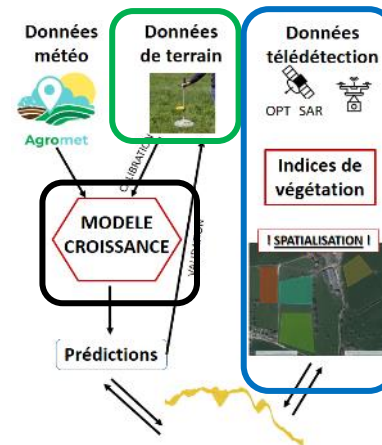 Données
météo
Agromet
Données
de terrain
CALIBRATION
MODELE
CROISSANCE
VALIDATION
Prédictions
Données
télédétection
OPT SAR
Indices de
végétation
! SPATIALISATION !